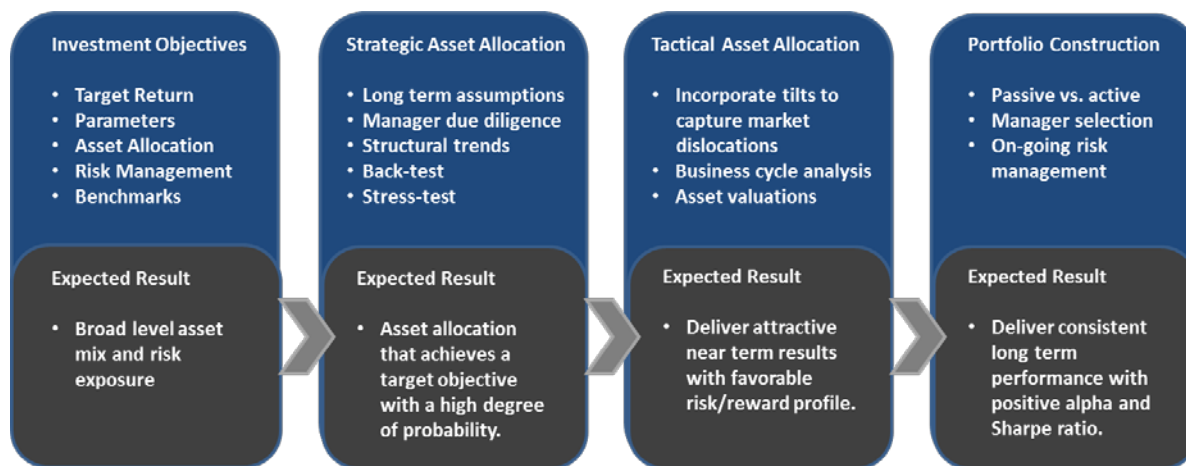 Investment Objectives
• Target Return
• Parameters
• Asset Allocation
• Risk Management
• Benchmarks
Expected Result
• Broad level asset
mix and risk
exposure
Strategic Asset Allocation
• Long term assumptions
• Manager due diligence
• Structural trends
• Back-test
• Stress-test
Expected Result
• Asset allocation
that achieves a
target objective
with a high degree
of probability.
Tactical Asset Allocation
• Incorporate tilts to
capture market
dislocations
• Business cycle analysis
• Asset valuations
Expected Result
• Deliver attractive
near term results
with favorable
risk/reward profile.
Portfolio Construction
• Passive vs. active
• Manager selection
• On-going risk
management
Expected Result
• Deliver consistent
long term
performance with
positive alpha and
Sharpe ratio.